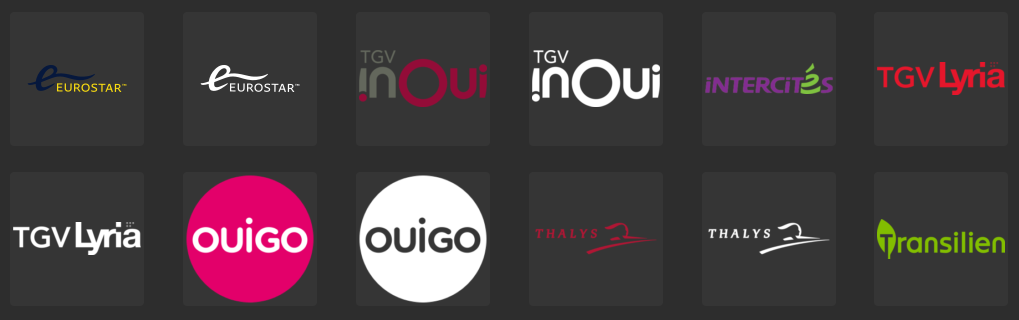 EUROSTAR™
EUROSTAR™
TGV
inOui
TGV
inOui
iNTERCiTéS
TGV Lyria
TGV Lyria
OUiGO
OUiGO
THALYS
THALYS
Transilien